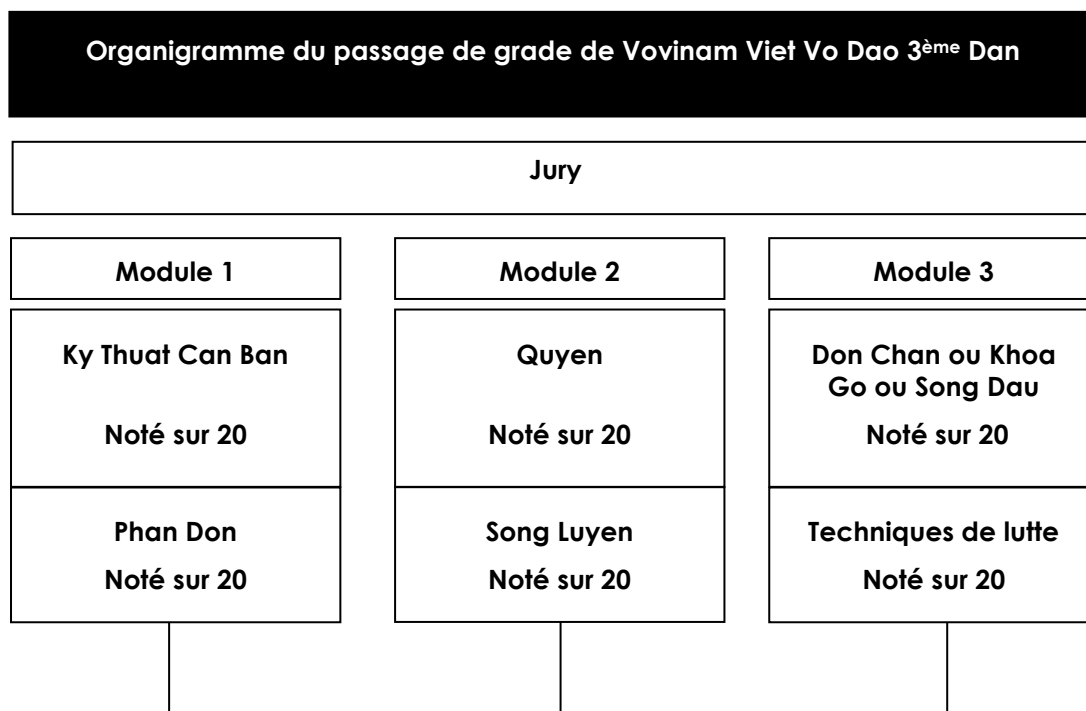 Organigramme du passage de grade de Vovinam Viet Vo Dao 3ème Dan
Jury
Module 1
Ky Thuat Can Ban
Noté sur 20
Phan Don
Noté sur 20
Module 2
Quyen
Noté sur 20
Song Luyen
Noté sur 20
Module 3
Don Chan ou Khoa
Go ou Song Dau
Noté sur 20
Techniques de lutte
Noté sur 20